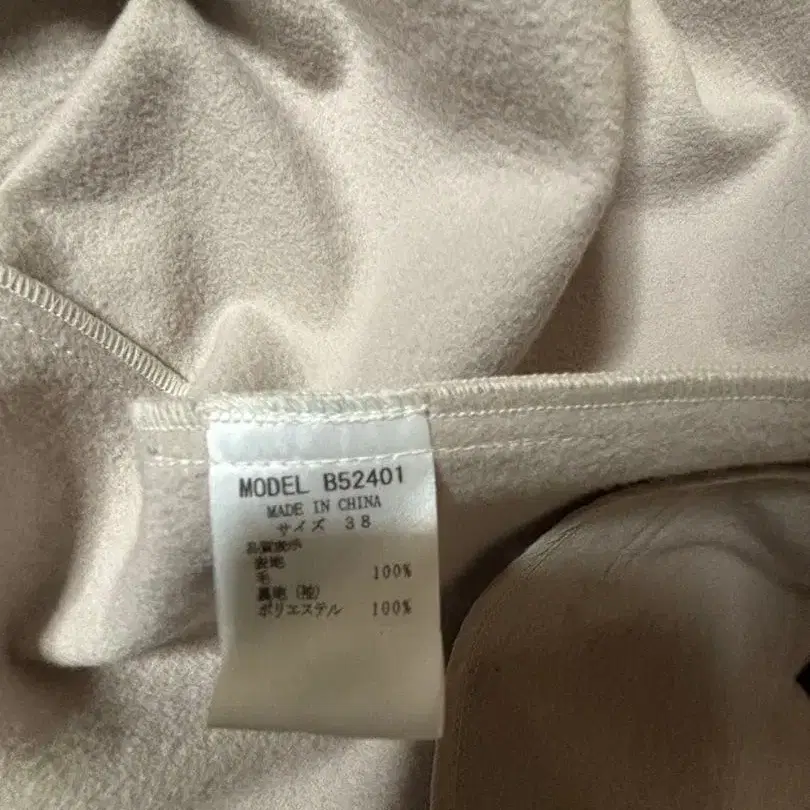 MODEL B52401
MADE IN CHINA
サイズ 38
品質表示
表地
毛 100%
裏地 (袖)
ポリエステル 100%